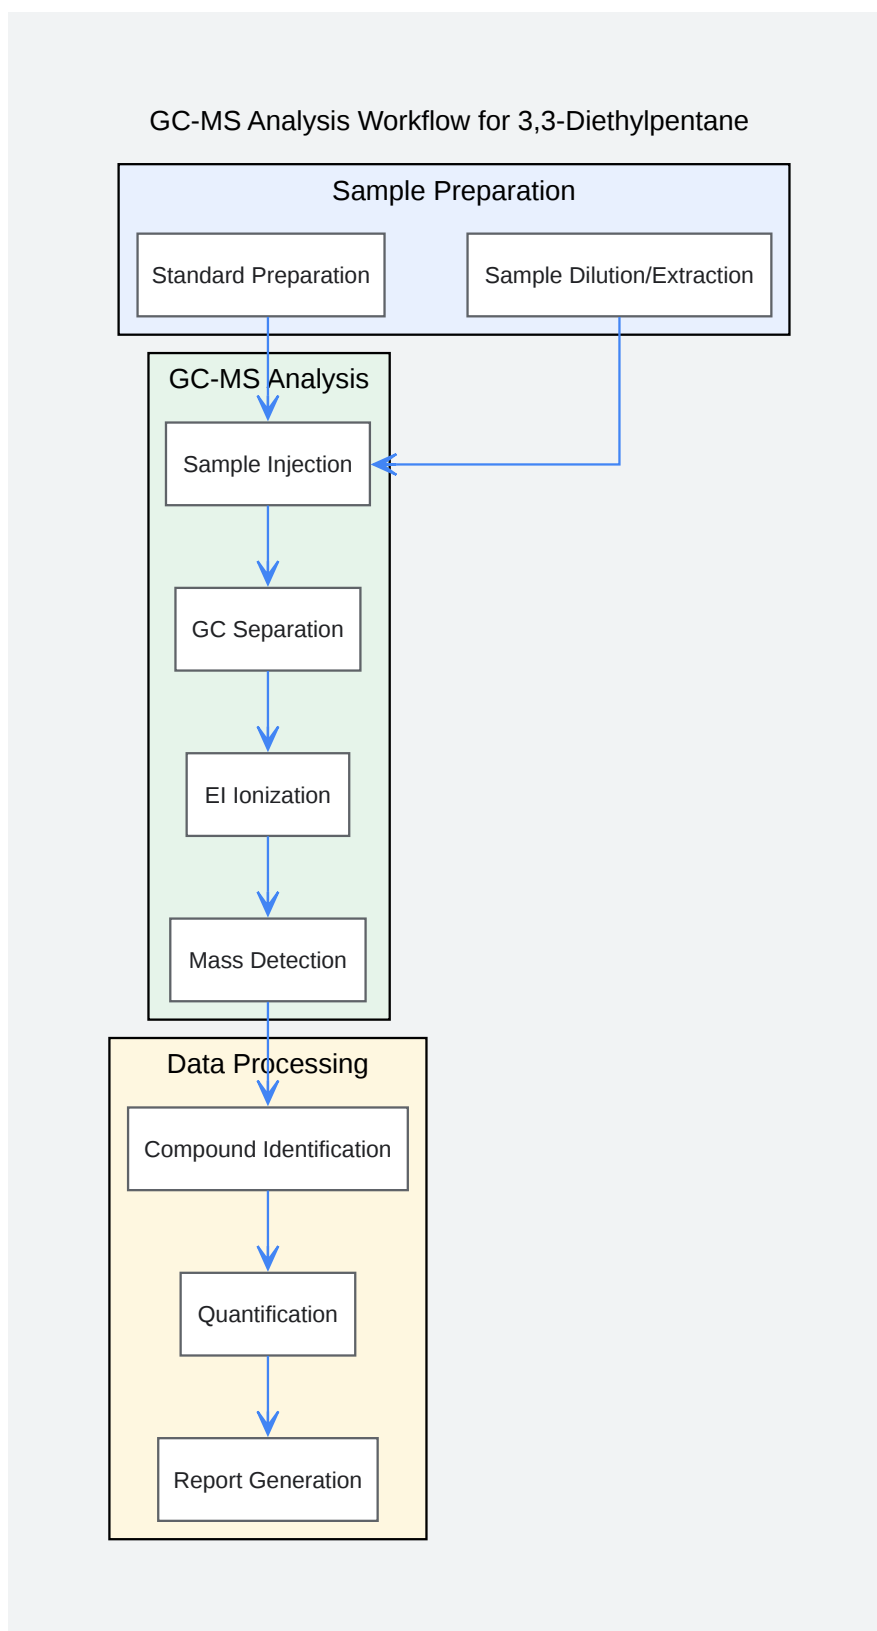 GC-MS Analysis Workflow for 3,3-Diethylpentane
Sample Preparation
Standard Preparation
Sample Dilution/Extraction
GC-MS Analysis
Sample Injection
GC Separation
EI Ionization
Mass Detection
Data Processing
Compound Identification
Quantification
Report Generation